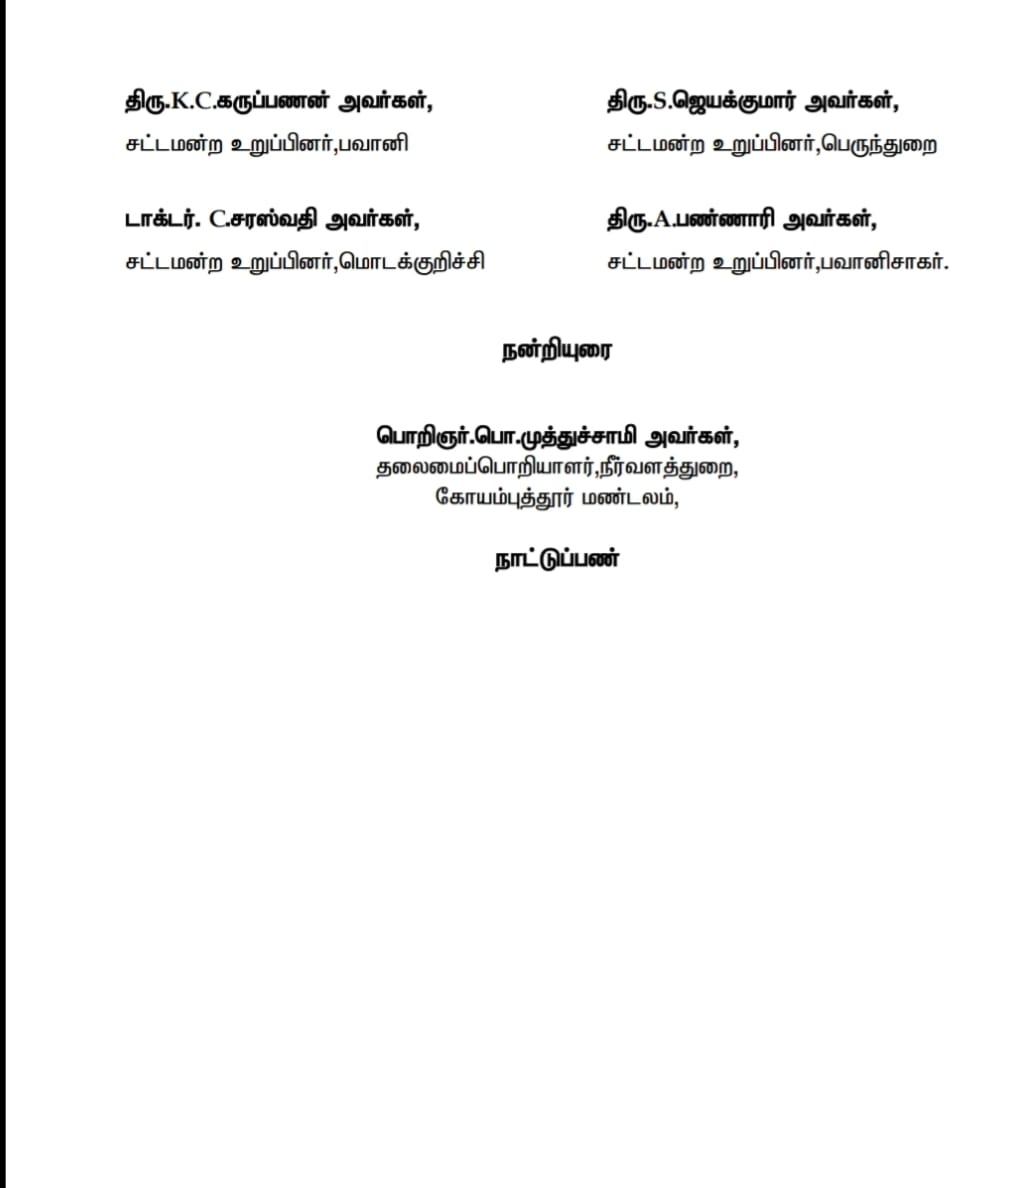 திரு.K.C.கருப்பணன் அவர்கள்,
சட்டமன்ற உறுப்பினர்,பவானி
திரு.S.ஜெயக்குமார் அவர்கள்,
சட்டமன்ற உறுப்பினர்,பெருந்துறை
டாக்டர். C.சரஸ்வதி அவர்கள்,
சட்டமன்ற உறுப்பினர்,மொடக்குறிச்சி
திரு.A.பண்ணாரி அவர்கள்,
சட்டமன்ற உறுப்பினர்,பவானிசாகர்.
நன்றியுரை
பொறிஞர்.பொ.முத்துச்சாமி அவர்கள்,
தலைமைப்பொறியாளர்,நீர்வளத்துறை,
கோயம்புத்தூர் மண்டலம்,
நாட்டுப்பண்